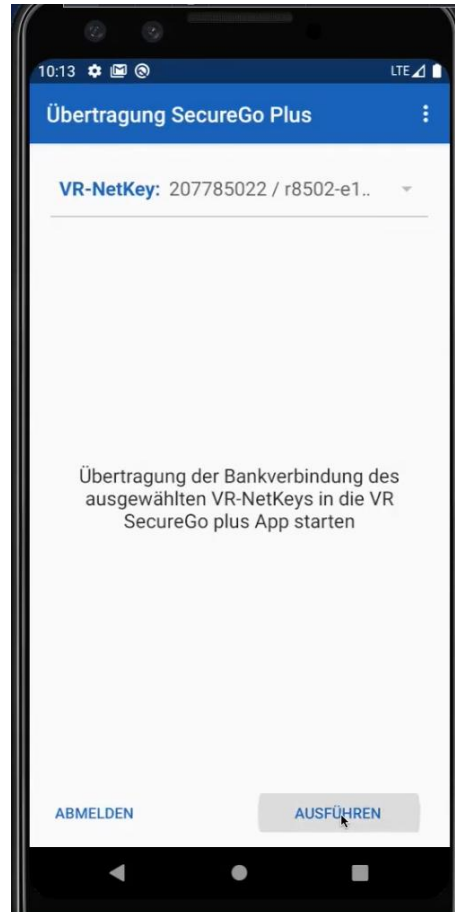 10:13 LTE
Übertragung SecureGo Plus
VR-NetKey: 207785022 / r8502-e1..
Übertragung der Bankverbindung des
ausgewählten VR-NetKeys in die VR
SecureGo plus App starten
ABMELDEN AUSFÜHREN